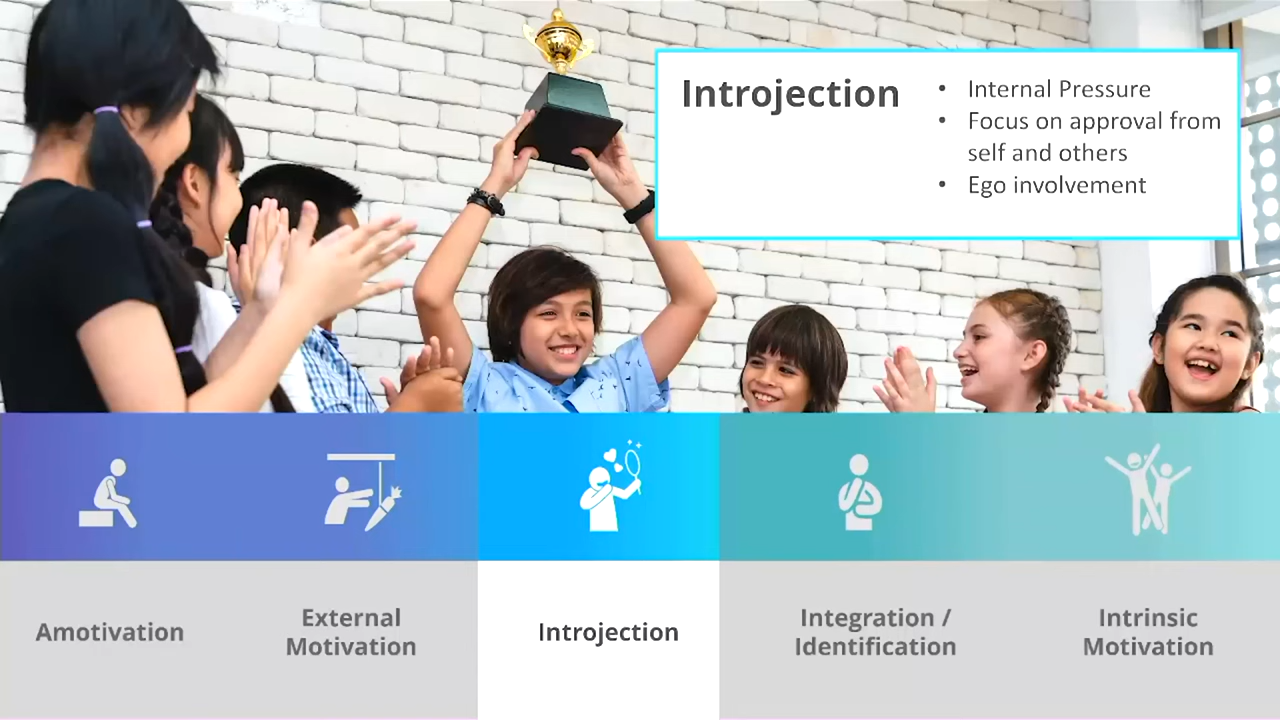 Introjection
• Internal Pressure
• Focus on approval from
self and others
• Ego involvement
Amotivation
External
Motivation
Introjection
Integration /
Identification
Intrinsic
Motivation